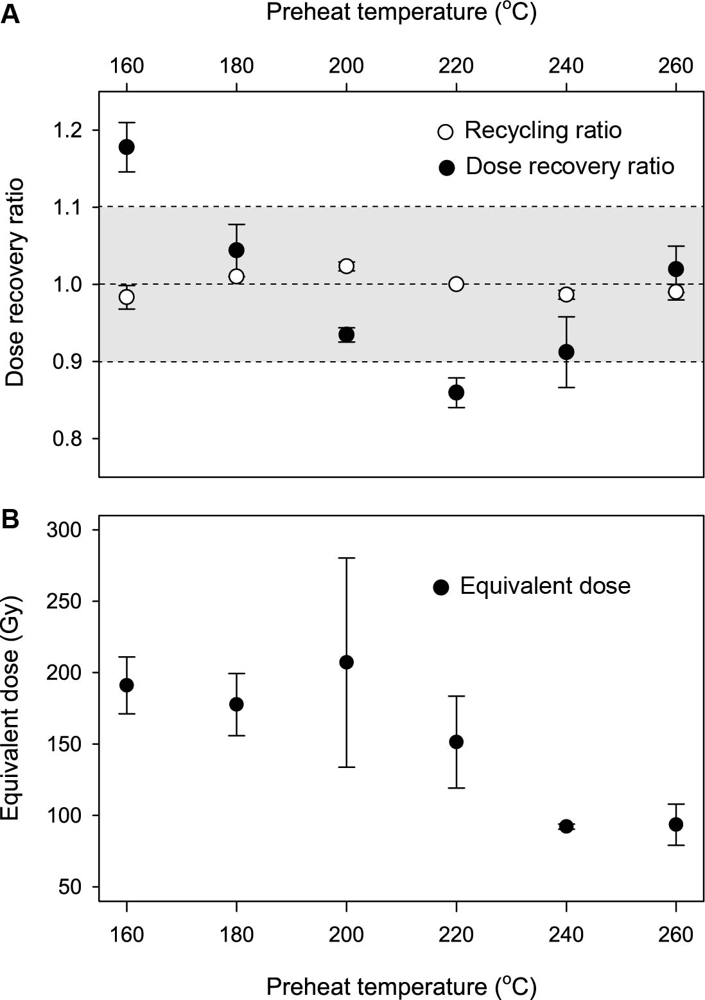 A
Preheat temperature (°C)
160 180 200 220 240 260
Dose recovery ratio
1.2
1.1
1.0
0.9
0.8
Recycling ratio
Dose recovery ratio
B
Equivalent dose (Gy)
300
250
200
150
100
50
Equivalent dose
160 180 200 220 240 260
Preheat temperature (°C)